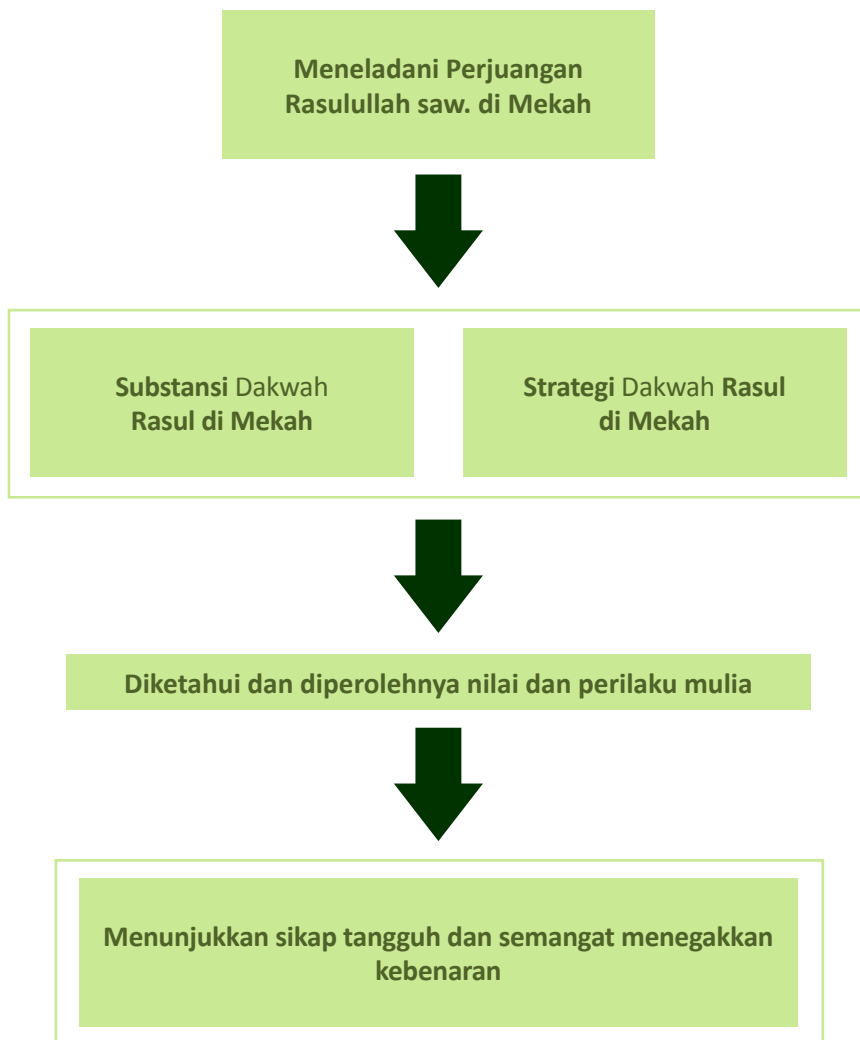 Meneladani Perjuangan
Rasulullah saw. di Mekah
Substansi Dakwah
Rasul di Mekah
Strategi Dakwah Rasul
di Mekah
Diketahui dan diperolehnya nilai dan perilaku mulia
Menunjukkan sikap tangguh dan semangat menegakkan
kebenaran